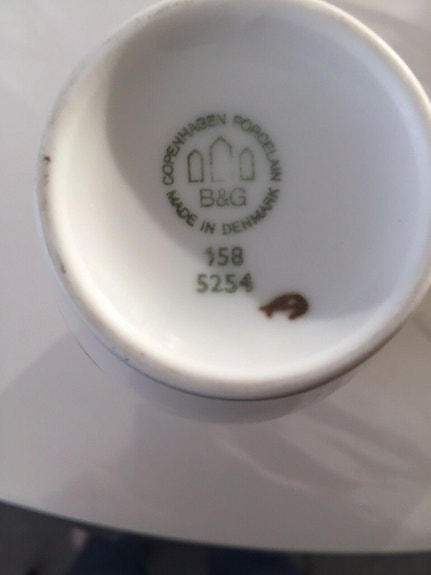 COPENHAGEN PORCELAIN
B&G
MADE IN DENMARK
158
5254